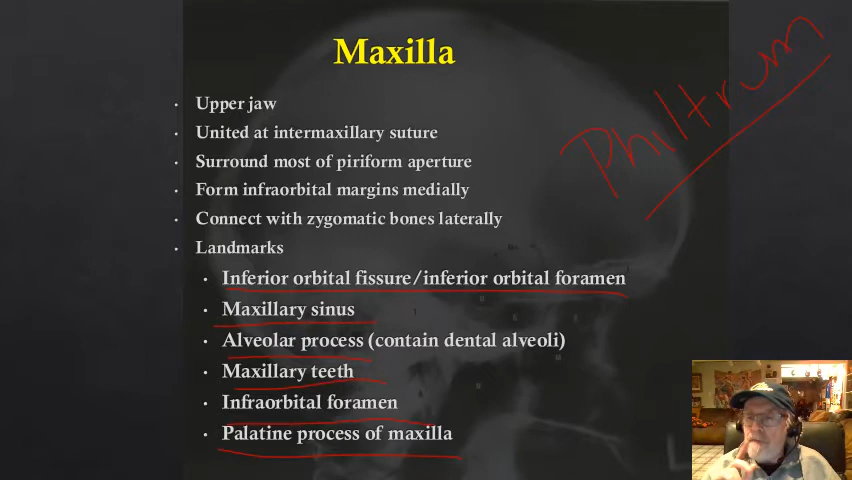 Maxilla
Philtrum
• Upper jaw
• United at intermaxillary suture
• Surround most of piriform aperture
• Form infraorbital margins medially
• Connect with zygomatic bones laterally
• Landmarks
• Inferior orbital fissure/inferior orbital foramen
• Maxillary sinus
• Alveolar process (contain dental alveoli)
• Maxillary teeth
• Infraorbital foramen
• Palatine process of maxilla